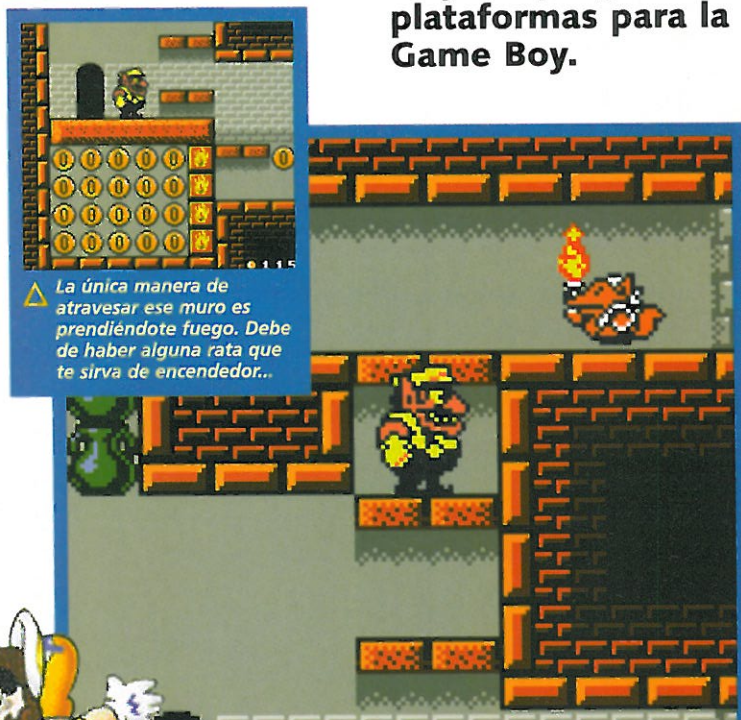 plataformas para la
Game Boy.
115
La única manera de
atravesar ese muro es
prendiéndote fuego. Debe
de haber alguna rata que
te sirva de encendedor...